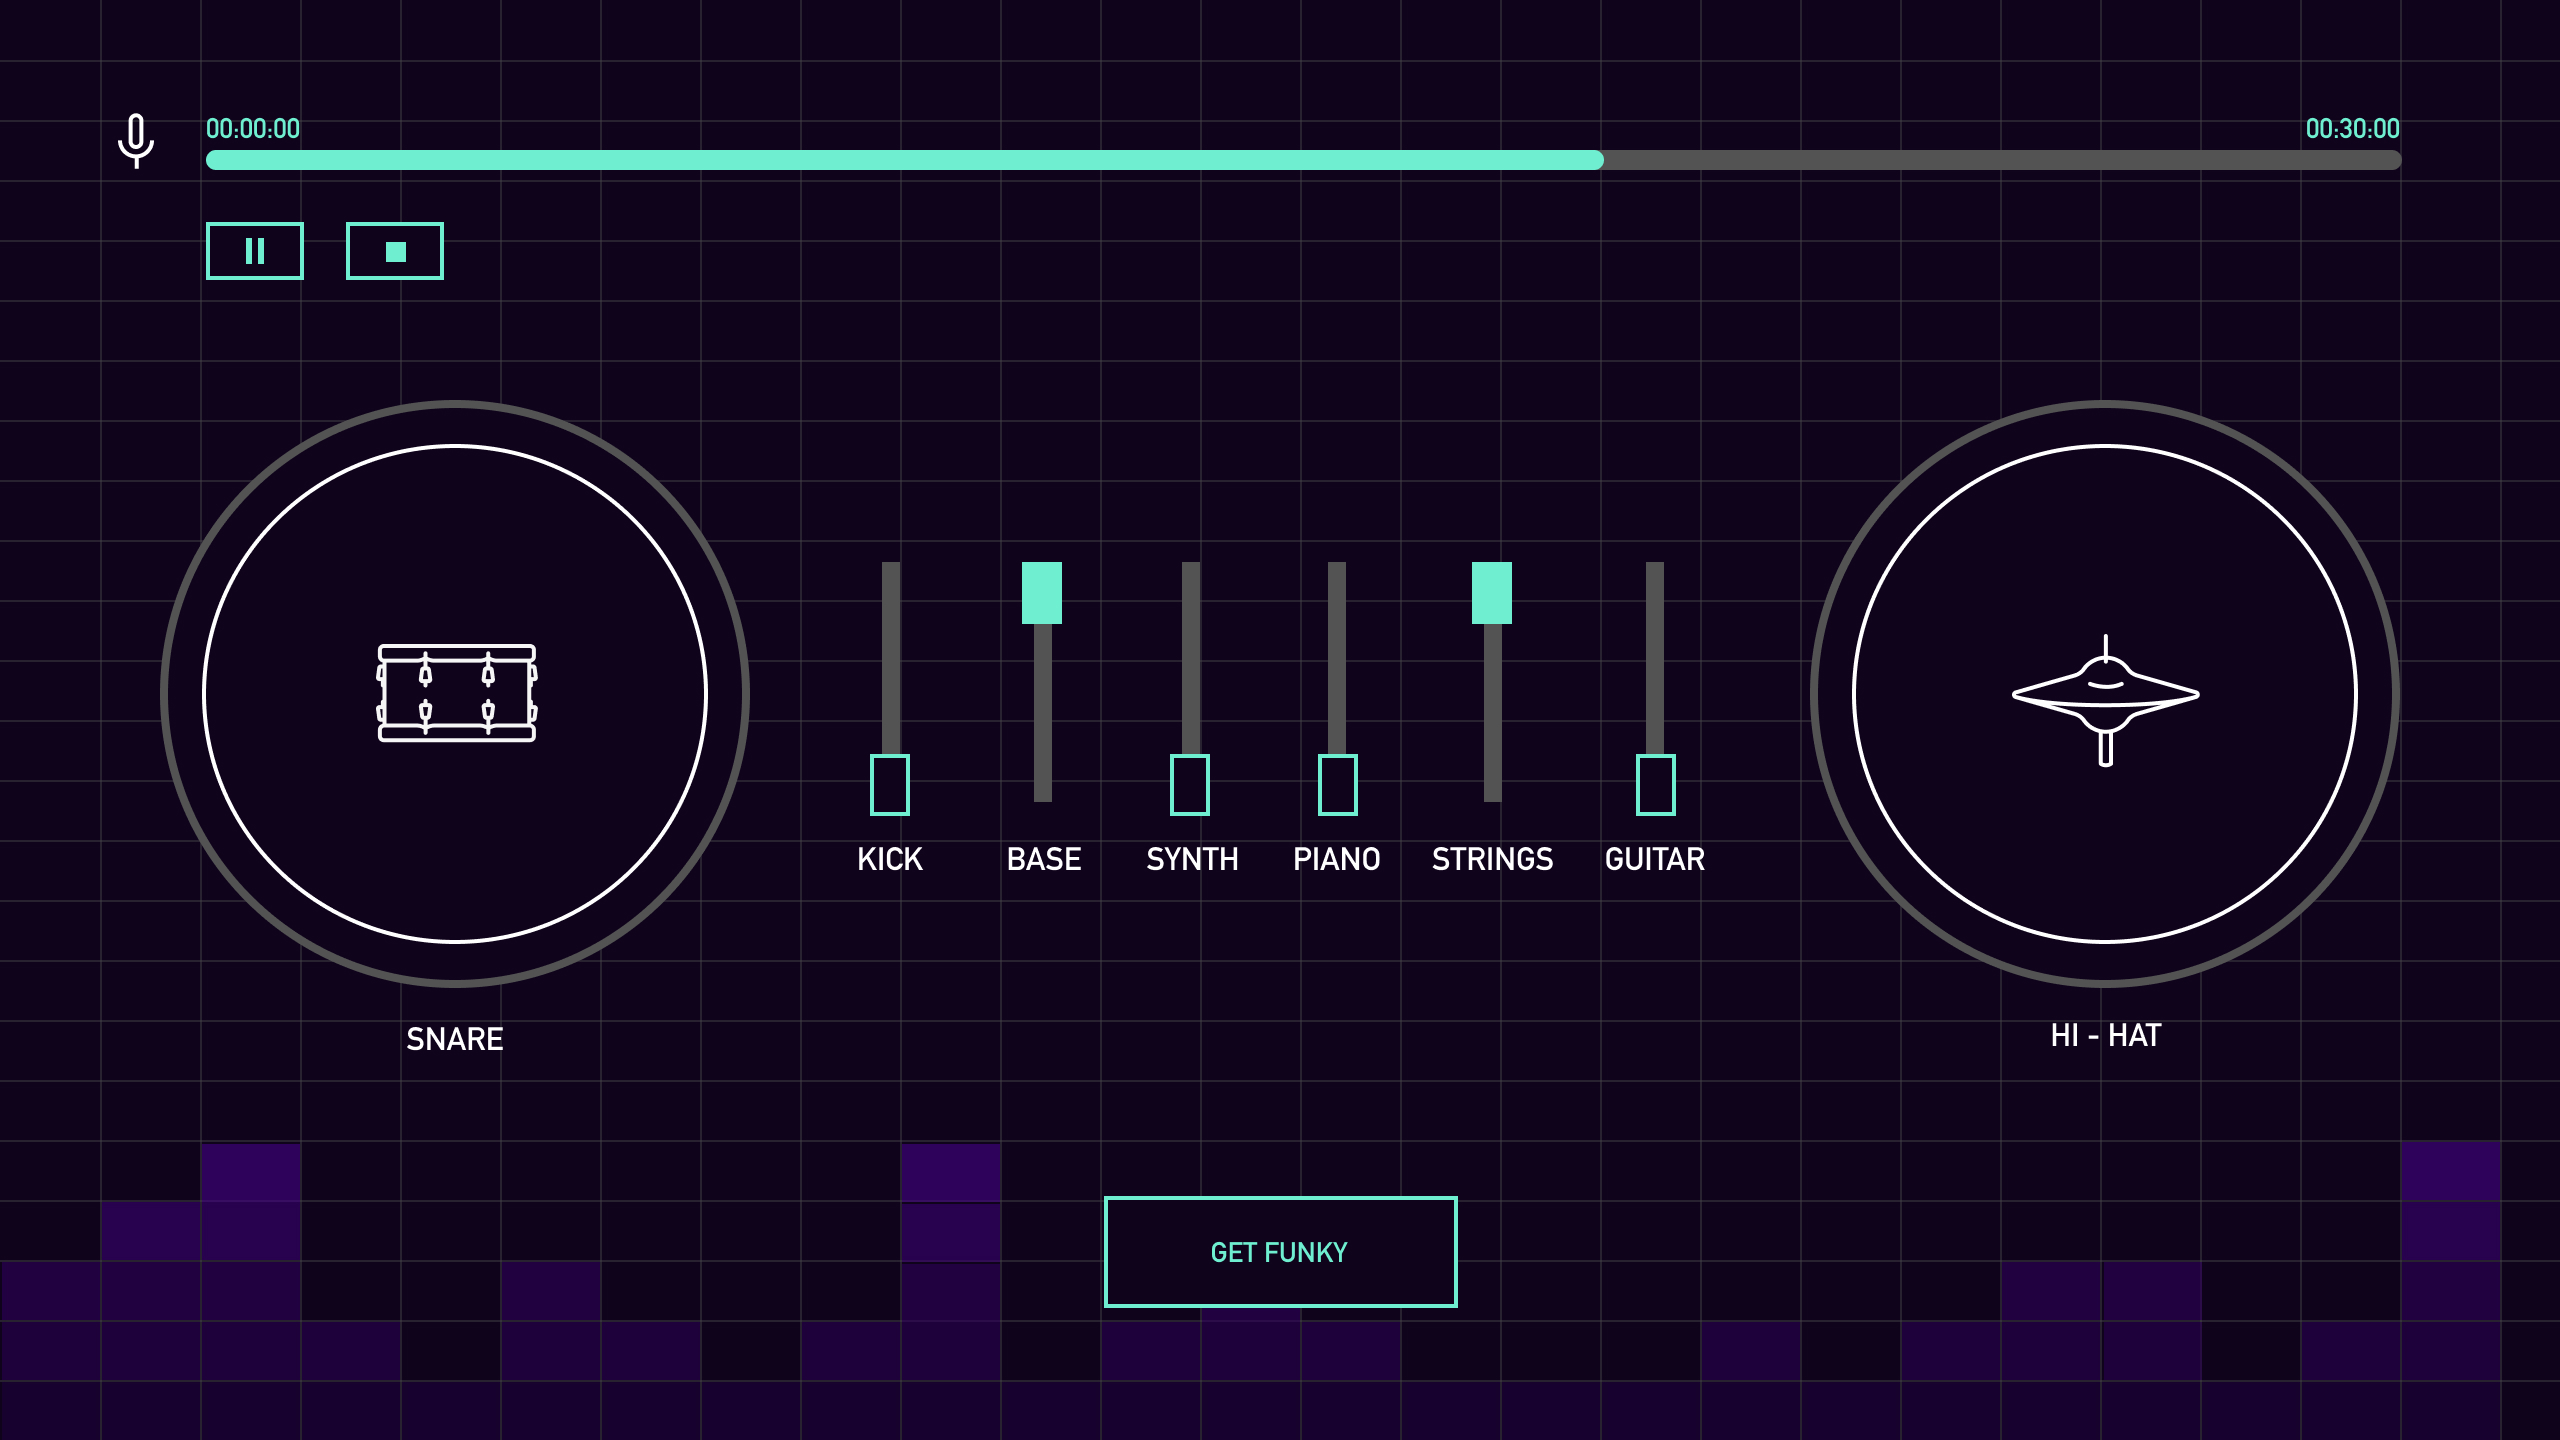 00:00:00
00:30:00
KICK
BASE
SYNTH
PIANO
STRINGS
GUITAR
SNARE
HI - HAT
GET FUNKY